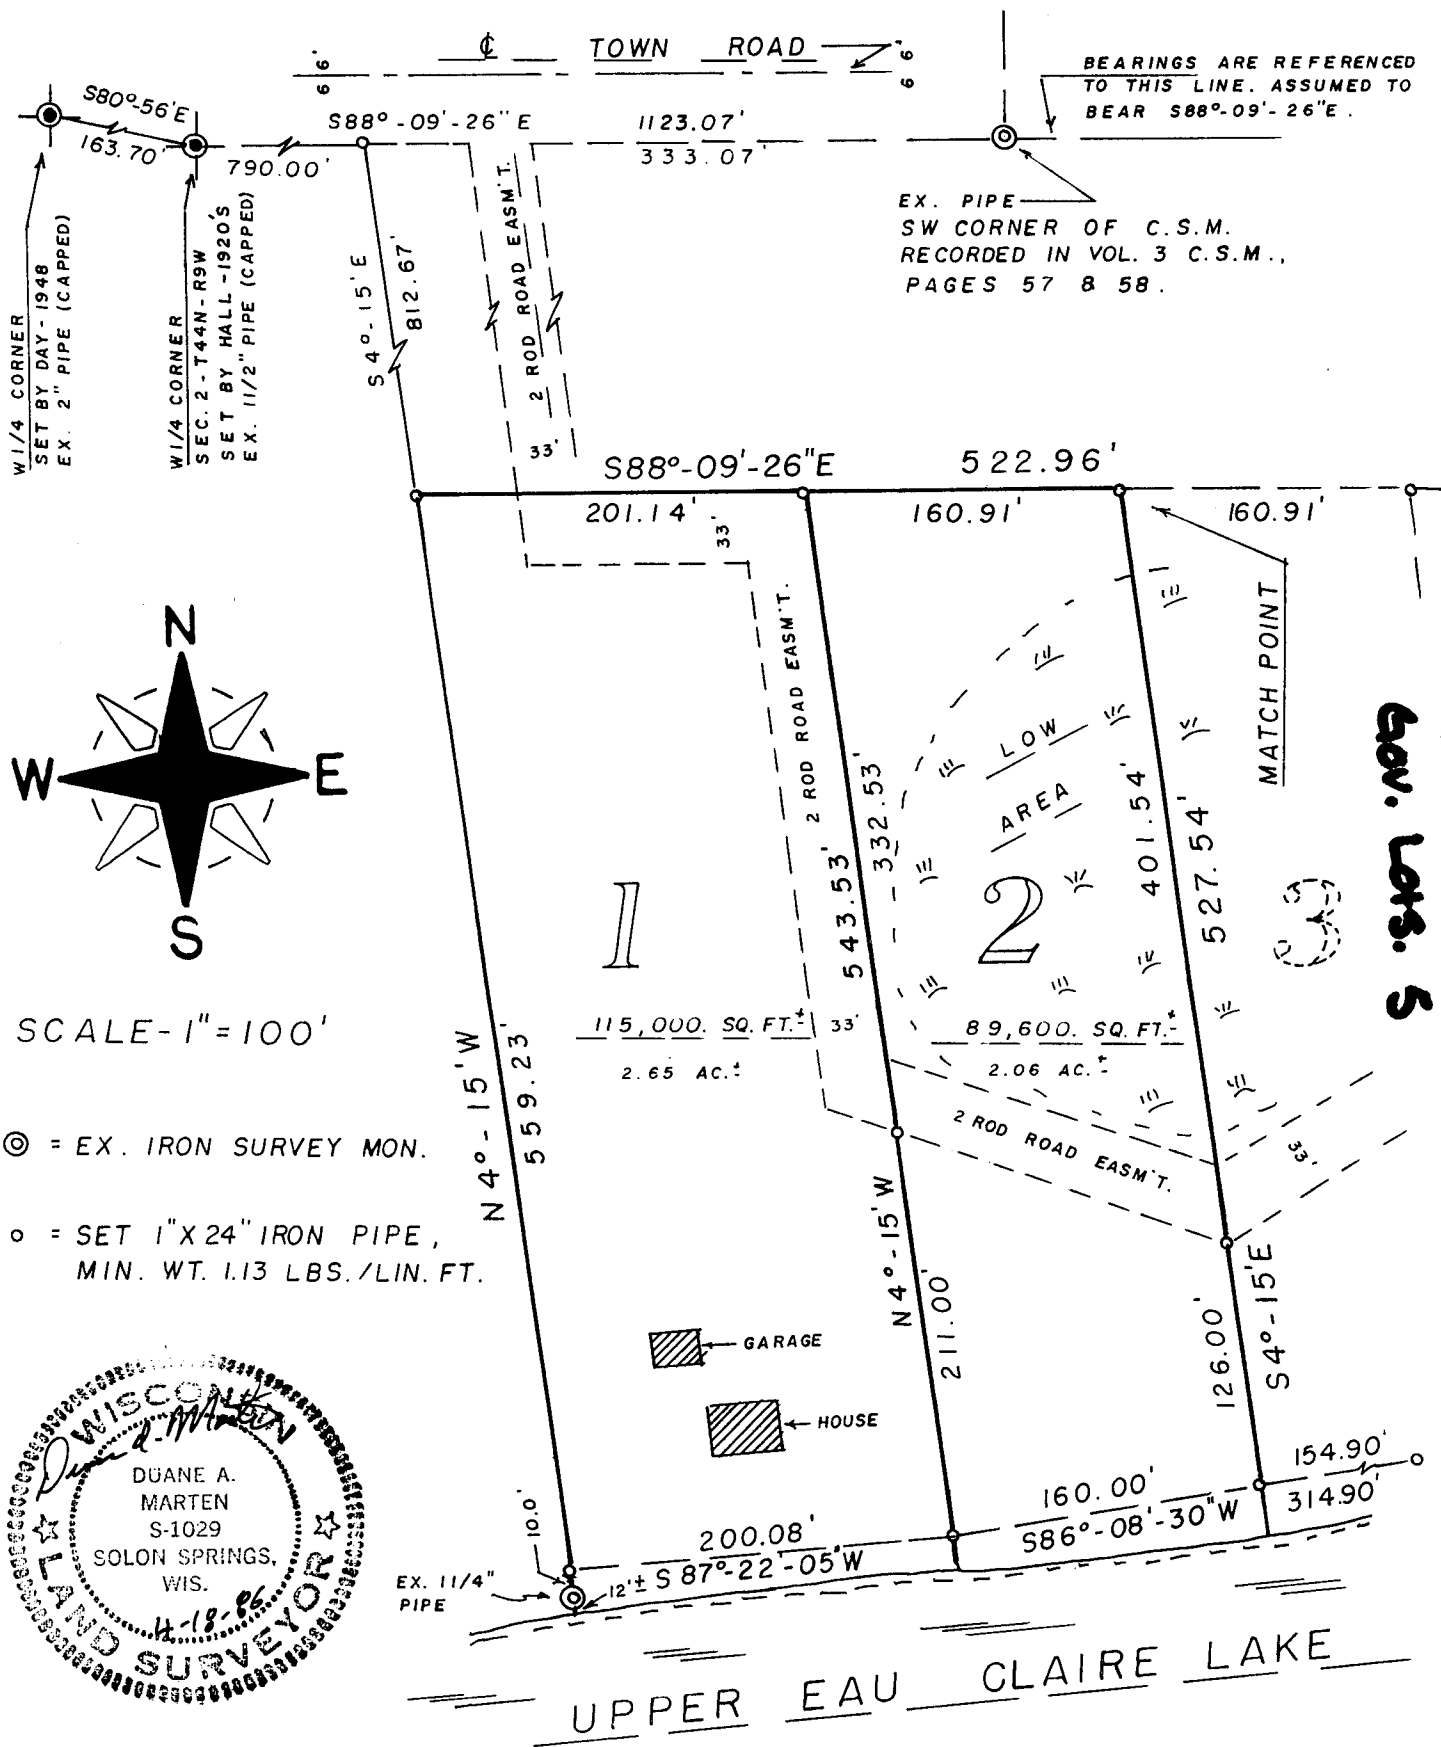 ℄ TOWN ROAD
66'
66'
BEARINGS ARE REFERENCED
TO THIS LINE. ASSUMED TO
BEAR S88°-09'-26"E.
S80°-56'E
163.70'
790.00'
S88°-09'-26"E
1123.07'
333.07'
EX. PIPE
SW CORNER OF C.S.M.
RECORDED IN VOL. 3 C.S.M.,
PAGES 57 & 58.
W1/4 CORNER
SET BY DAY-1948
EX. 2" PIPE (CAPPED)
W1/4 CORNER
SEC. 2-T44N-R9W
SET BY HALL-1920'S
EX. 1 1/2" PIPE (CAPPED)
S 4°-15' E
812.67'
2 ROD ROAD EASM'T.
33'
S88°-09'-26"E
522.96'
201.14'
160.91'
160.91'
33'
MATCH POINT
N
W
E
S
2 ROD ROAD EASM'T.
LOW
AREA
543.53'
332.53'
401.54'
527.54'
1
2
3
Gov. Lots. 5
SCALE-1"=100'
115,000. SQ. FT.±
2.65 AC.±
33'
89,600. SQ. FT.±
2.06 AC.±
N 4°-15' W
559.23'
2 ROD ROAD EASM'T.
33'
= EX. IRON SURVEY MON.
= SET 1"X 24" IRON PIPE,
MIN. WT. 1.13 LBS./LIN. FT.
N 4°-15' W
211.00'
126.00'
S4°-15'E
GARAGE
HOUSE
WISCONSIN
Duane A. Marten
DUANE A.
MARTEN
S-1029
SOLON SPRINGS,
WIS.
4-18-86
LAND SURVEYOR
10.0'
EX. 1 1/4"
PIPE
12'±
200.08'
S 87°-22'-05"W
160.00'
S86°-08'-30"W
154.90'
314.90'
UPPER EAU CLAIRE LAKE